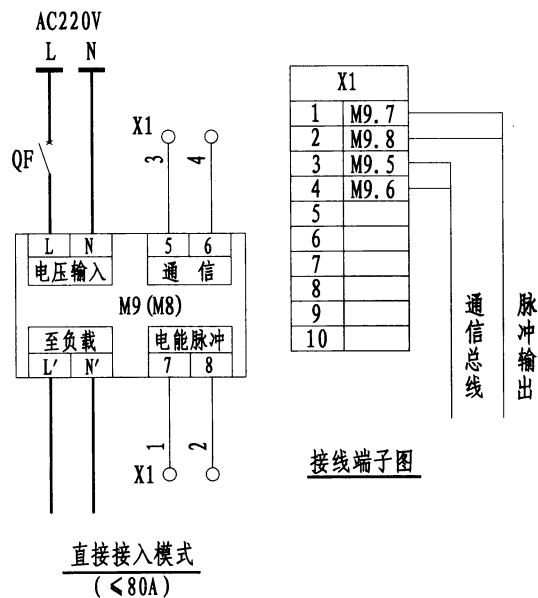 AC220V
L N
QF
X1
3 4
L N 5 6
电压输入 通 信
M9(M8)
至负载 电能脉冲
L′ N′ 7 8
1 2
X1
直接接入模式
(≤80A)
X1
1 M9.7
2 M9.8
3 M9.5
4 M9.6
5
6
7
8
9
10
通信总线
脉冲输出
接线端子图